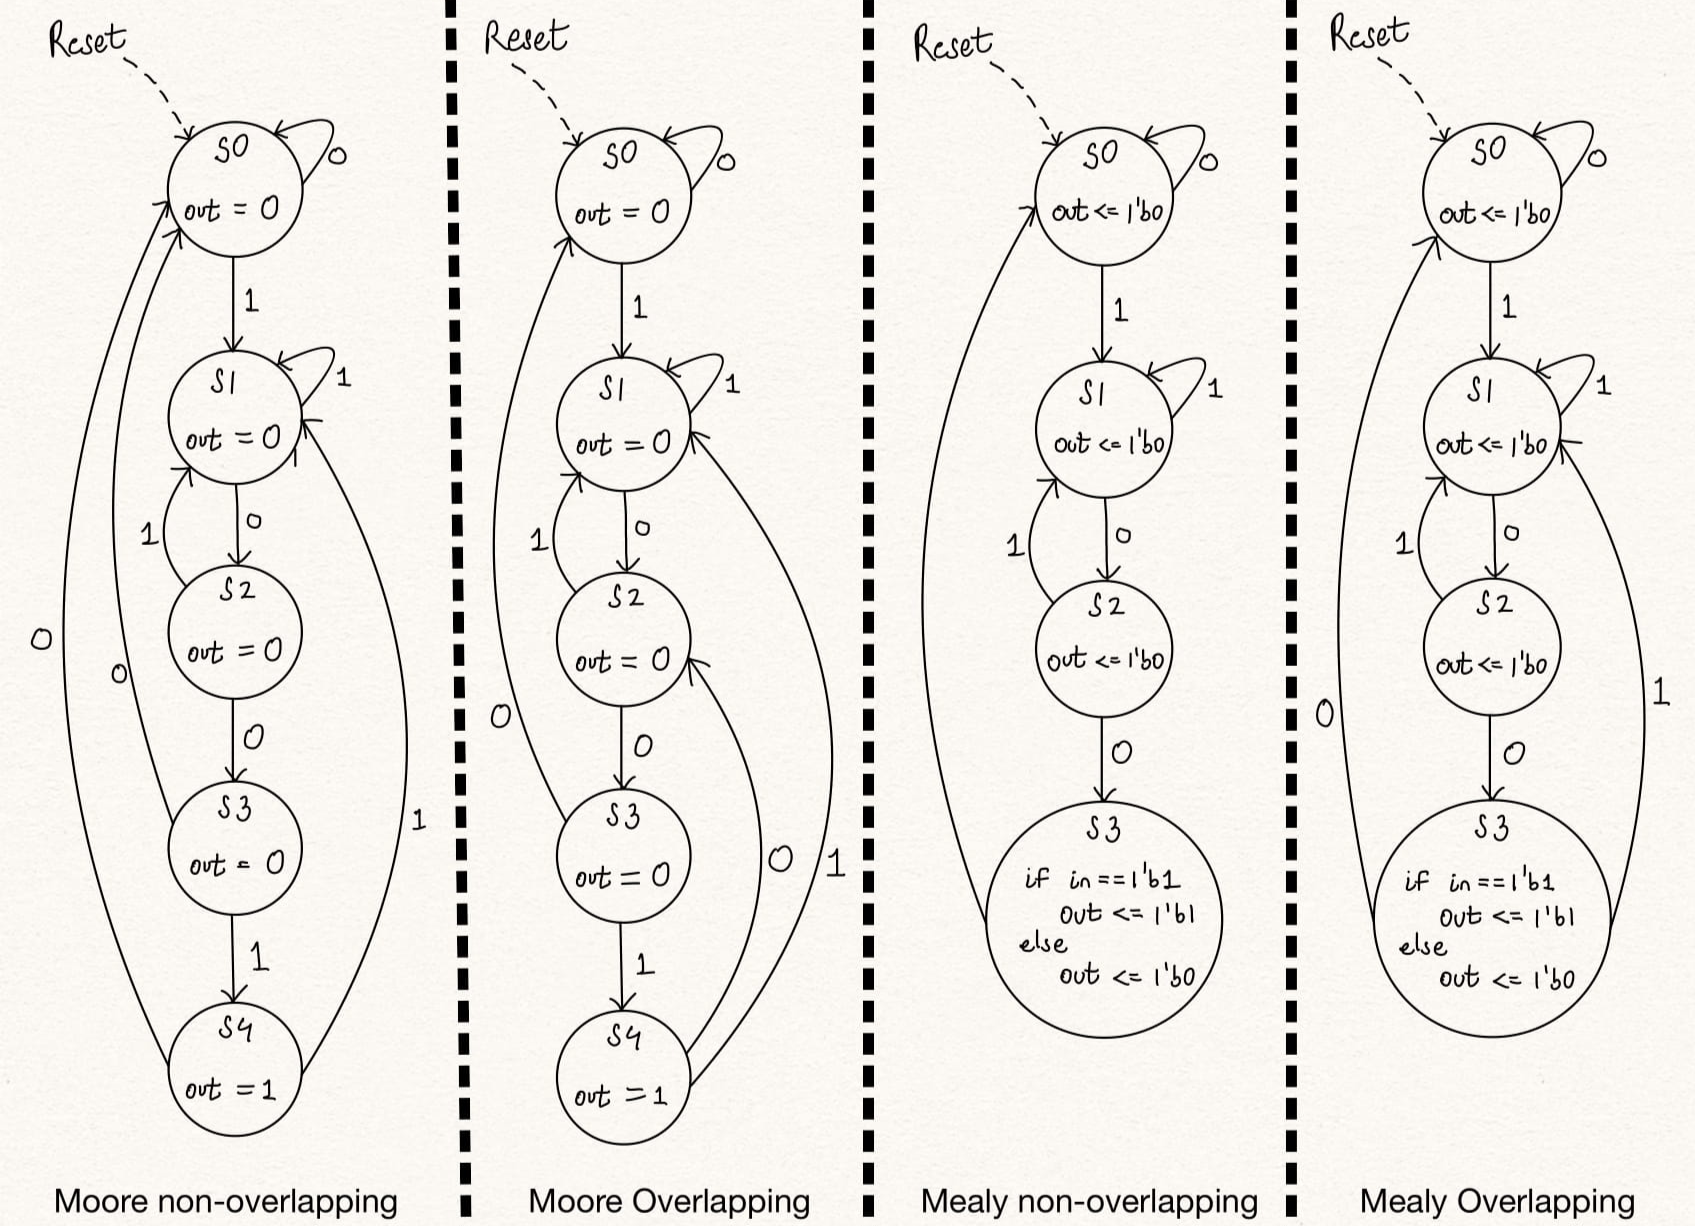 Reset
S0
out = 0
0
1
S1
out = 0
1
1
0
S2
out = 0
0
0
0
S3
out = 0
1
1
S4
out = 1
Moore non-overlapping
Reset
S0
out = 0
0
1
S1
out = 0
1
1
0
S2
out = 0
0
0
S3
out = 0
0
1
1
S4
out = 1
Moore Overlapping
Reset
S0
out <= 1'b0
0
1
S1
out <= 1'b0
1
1
0
S2
out <= 1'b0
0
S3
if in == 1'b1
out <= 1'b1
else
out <= 1'b0
Mealy non-overlapping
Reset
S0
out <= 1'b0
0
1
S1
out <= 1'b0
1
1
0
S2
out <= 1'b0
1
0
0
S3
if in == 1'b1
out <= 1'b1
else
out <= 1'b0
Mealy Overlapping